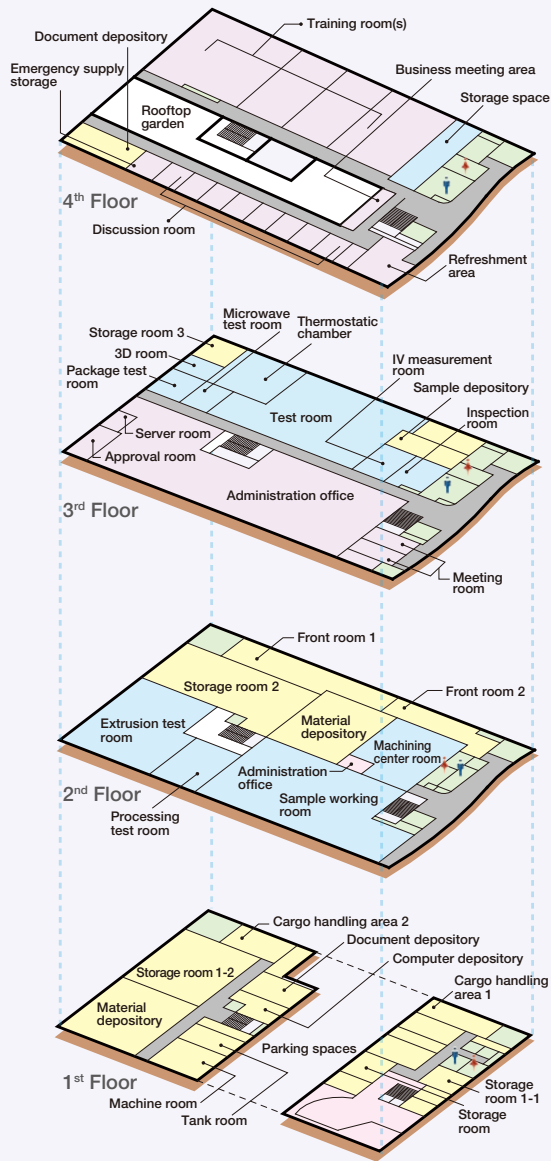 Training room(s)
Document depository
Business meeting area
Emergency supply
storage
Storage space
Rooftop
garden
4th Floor
Discussion room
Refreshment
area
Microwave
test room
Thermostatic
chamber
Storage room 3
3D room
IV measurement
room
Package test
room
Sample depository
Inspection
room
Test room
Server room
Approval room
Administration office
3rd Floor
Meeting
room
Front room 1
Storage room 2
Front room 2
Extrusion test
room
Material
depository
Machining
center room
Administration
office
2nd Floor
Sample working
room
Processing
test room
Cargo handling area 2
Document depository
Computer depository
Storage room 1-2
Cargo handling
area 1
Material
depository
Parking spaces
1st Floor
Machine room
Tank room
Storage
room 1-1
Storage
room